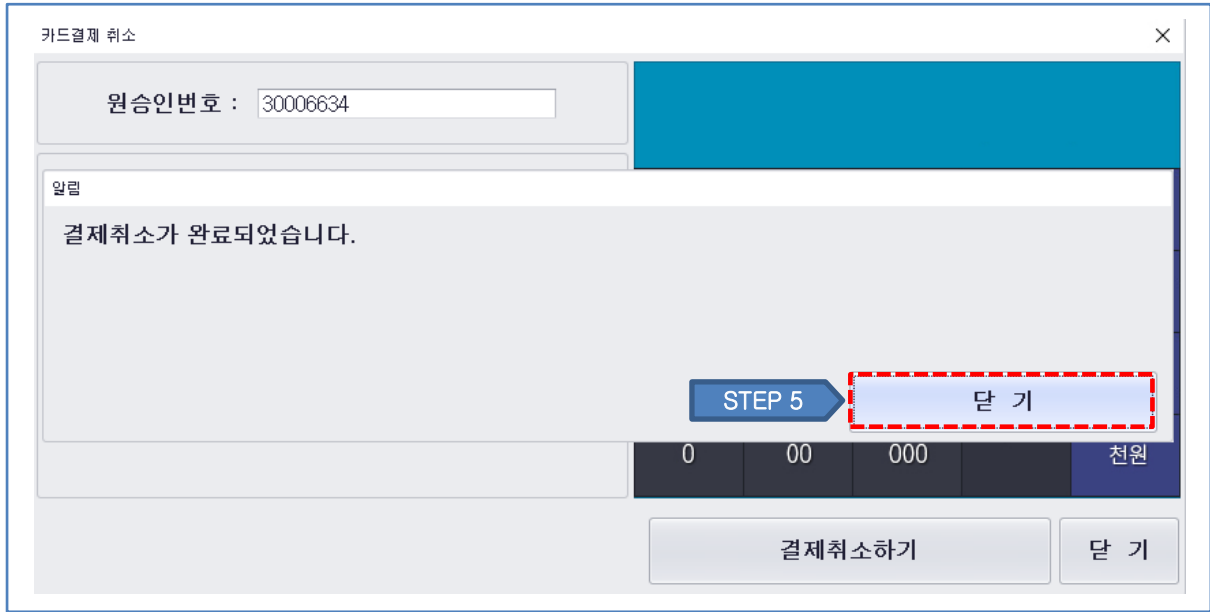 카드결제 취소
원승인번호 : 30006634
알림
결제취소가 완료되었습니다.
STEP 5 닫 기
0 00 000 천원
결제취소하기 닫 기